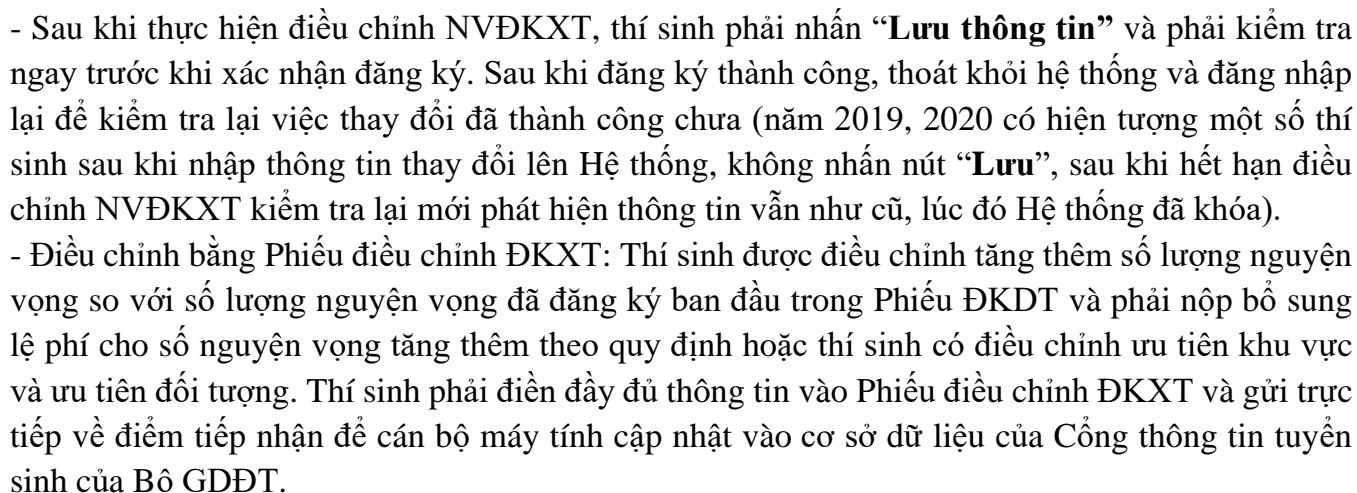 - Sau khi thực hiện điều chỉnh NVĐKXT, thí sinh phải nhấn “Lưu thông tin” và phải kiểm tra
ngay trước khi xác nhận đăng ký. Sau khi đăng ký thành công, thoát khỏi hệ thống và đăng nhập
lại để kiểm tra lại việc thay đổi đã thành công chưa (năm 2019, 2020 có hiện tượng một số thí
sinh sau khi nhập thông tin thay đổi lên Hệ thống, không nhấn nút “Lưu”, sau khi hết hạn điều
chỉnh NVĐKXT kiểm tra lại mới phát hiện thông tin vẫn như cũ, lúc đó Hệ thống đã khóa).
- Điều chỉnh bằng Phiếu điều chỉnh ĐKXT: Thí sinh được điều chỉnh tăng thêm số lượng nguyện
vọng so với số lượng nguyện vọng đã đăng ký ban đầu trong Phiếu ĐKDT và phải nộp bổ sung
lệ phí cho số nguyện vọng tăng thêm theo quy định hoặc thí sinh có điều chỉnh ưu tiên khu vực
và ưu tiên đối tượng. Thí sinh phải điền đầy đủ thông tin vào Phiếu điều chỉnh ĐKXT và gửi trực
tiếp về điểm tiếp nhận để cán bộ máy tính cập nhật vào cơ sở dữ liệu của Cổng thông tin tuyển
sinh của Bô GDĐT.